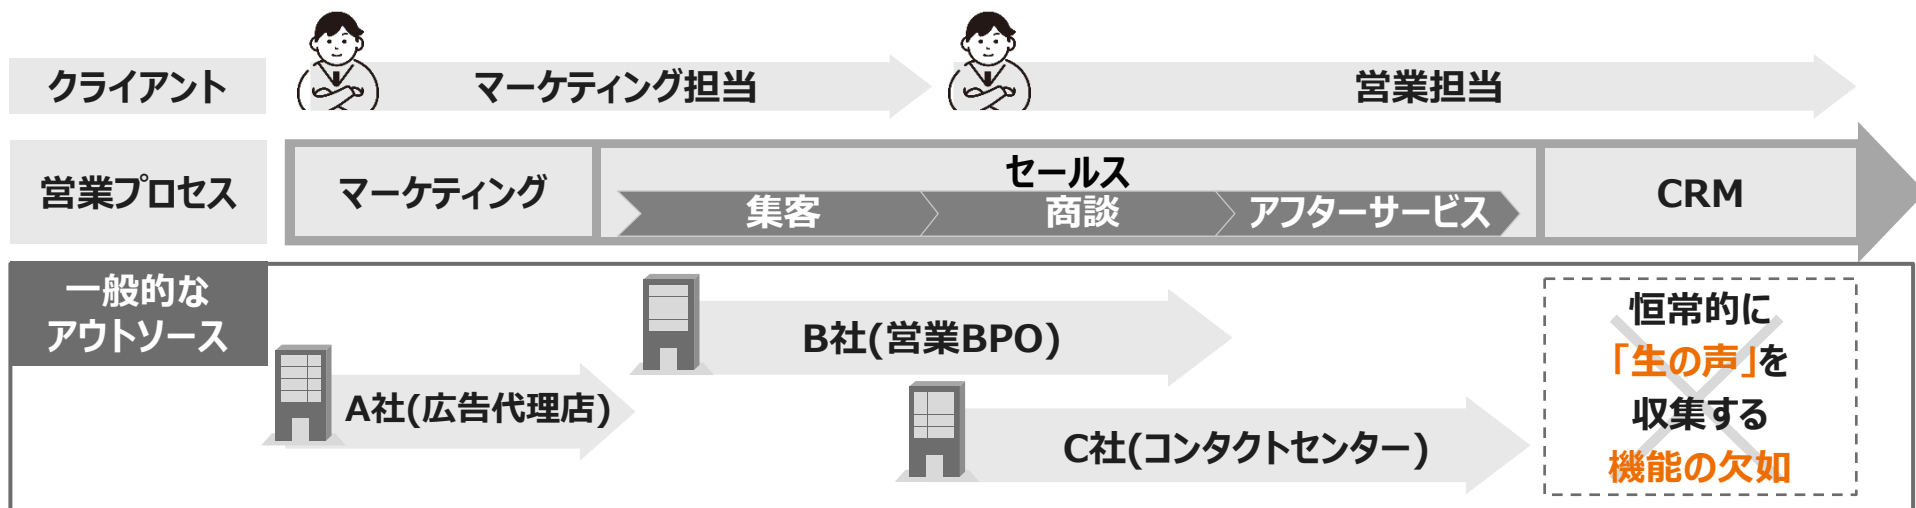 クライアント
マーケティング担当
営業担当
営業プロセス
マーケティング
セールス
集客
商談
アフターサービス
CRM
一般的な
アウトソース
A社(広告代理店)
B社(営業BPO)
C社(コンタクトセンター)
恒常的に
「生の声」を
収集する
機能の欠如